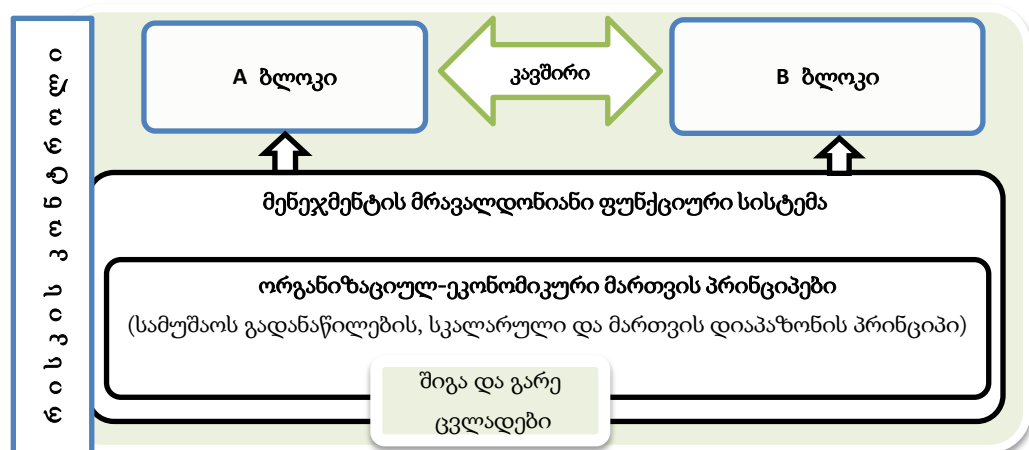 რისკის კონტროლი
A ბლოკი
კავშირი
B ბლოკი
მენეჯმენტის მრავალდონიანი ფუნქციური სისტემა
ორგანიზაციულ-ეკონომიკური მართვის პრინციპები
(სამუშაოს გადანაწილების, სკალარული და მართვის დიაპაზონის პრინციპი)
შიგა და გარე
ცვლადები